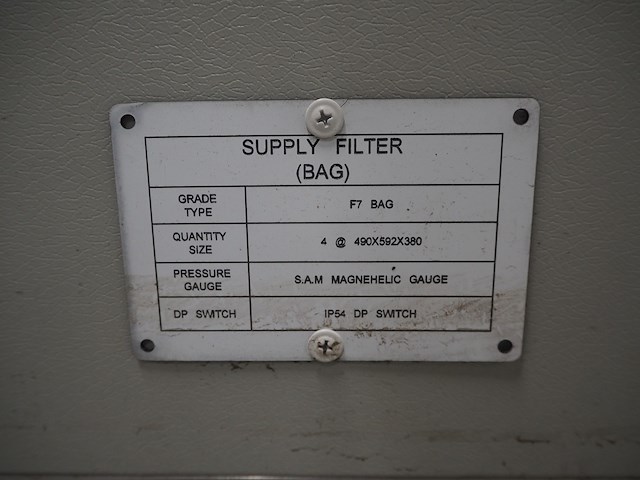 SUPPLY FILTER
(BAG)
GRADE
TYPE
F7 BAG
QUANTITY
SIZE
4 @ 490X592X380
PRESSURE
GAUGE
S.A.M MAGNEHELIC GAUGE
DP SWITCH
IP54 DP SWITCH